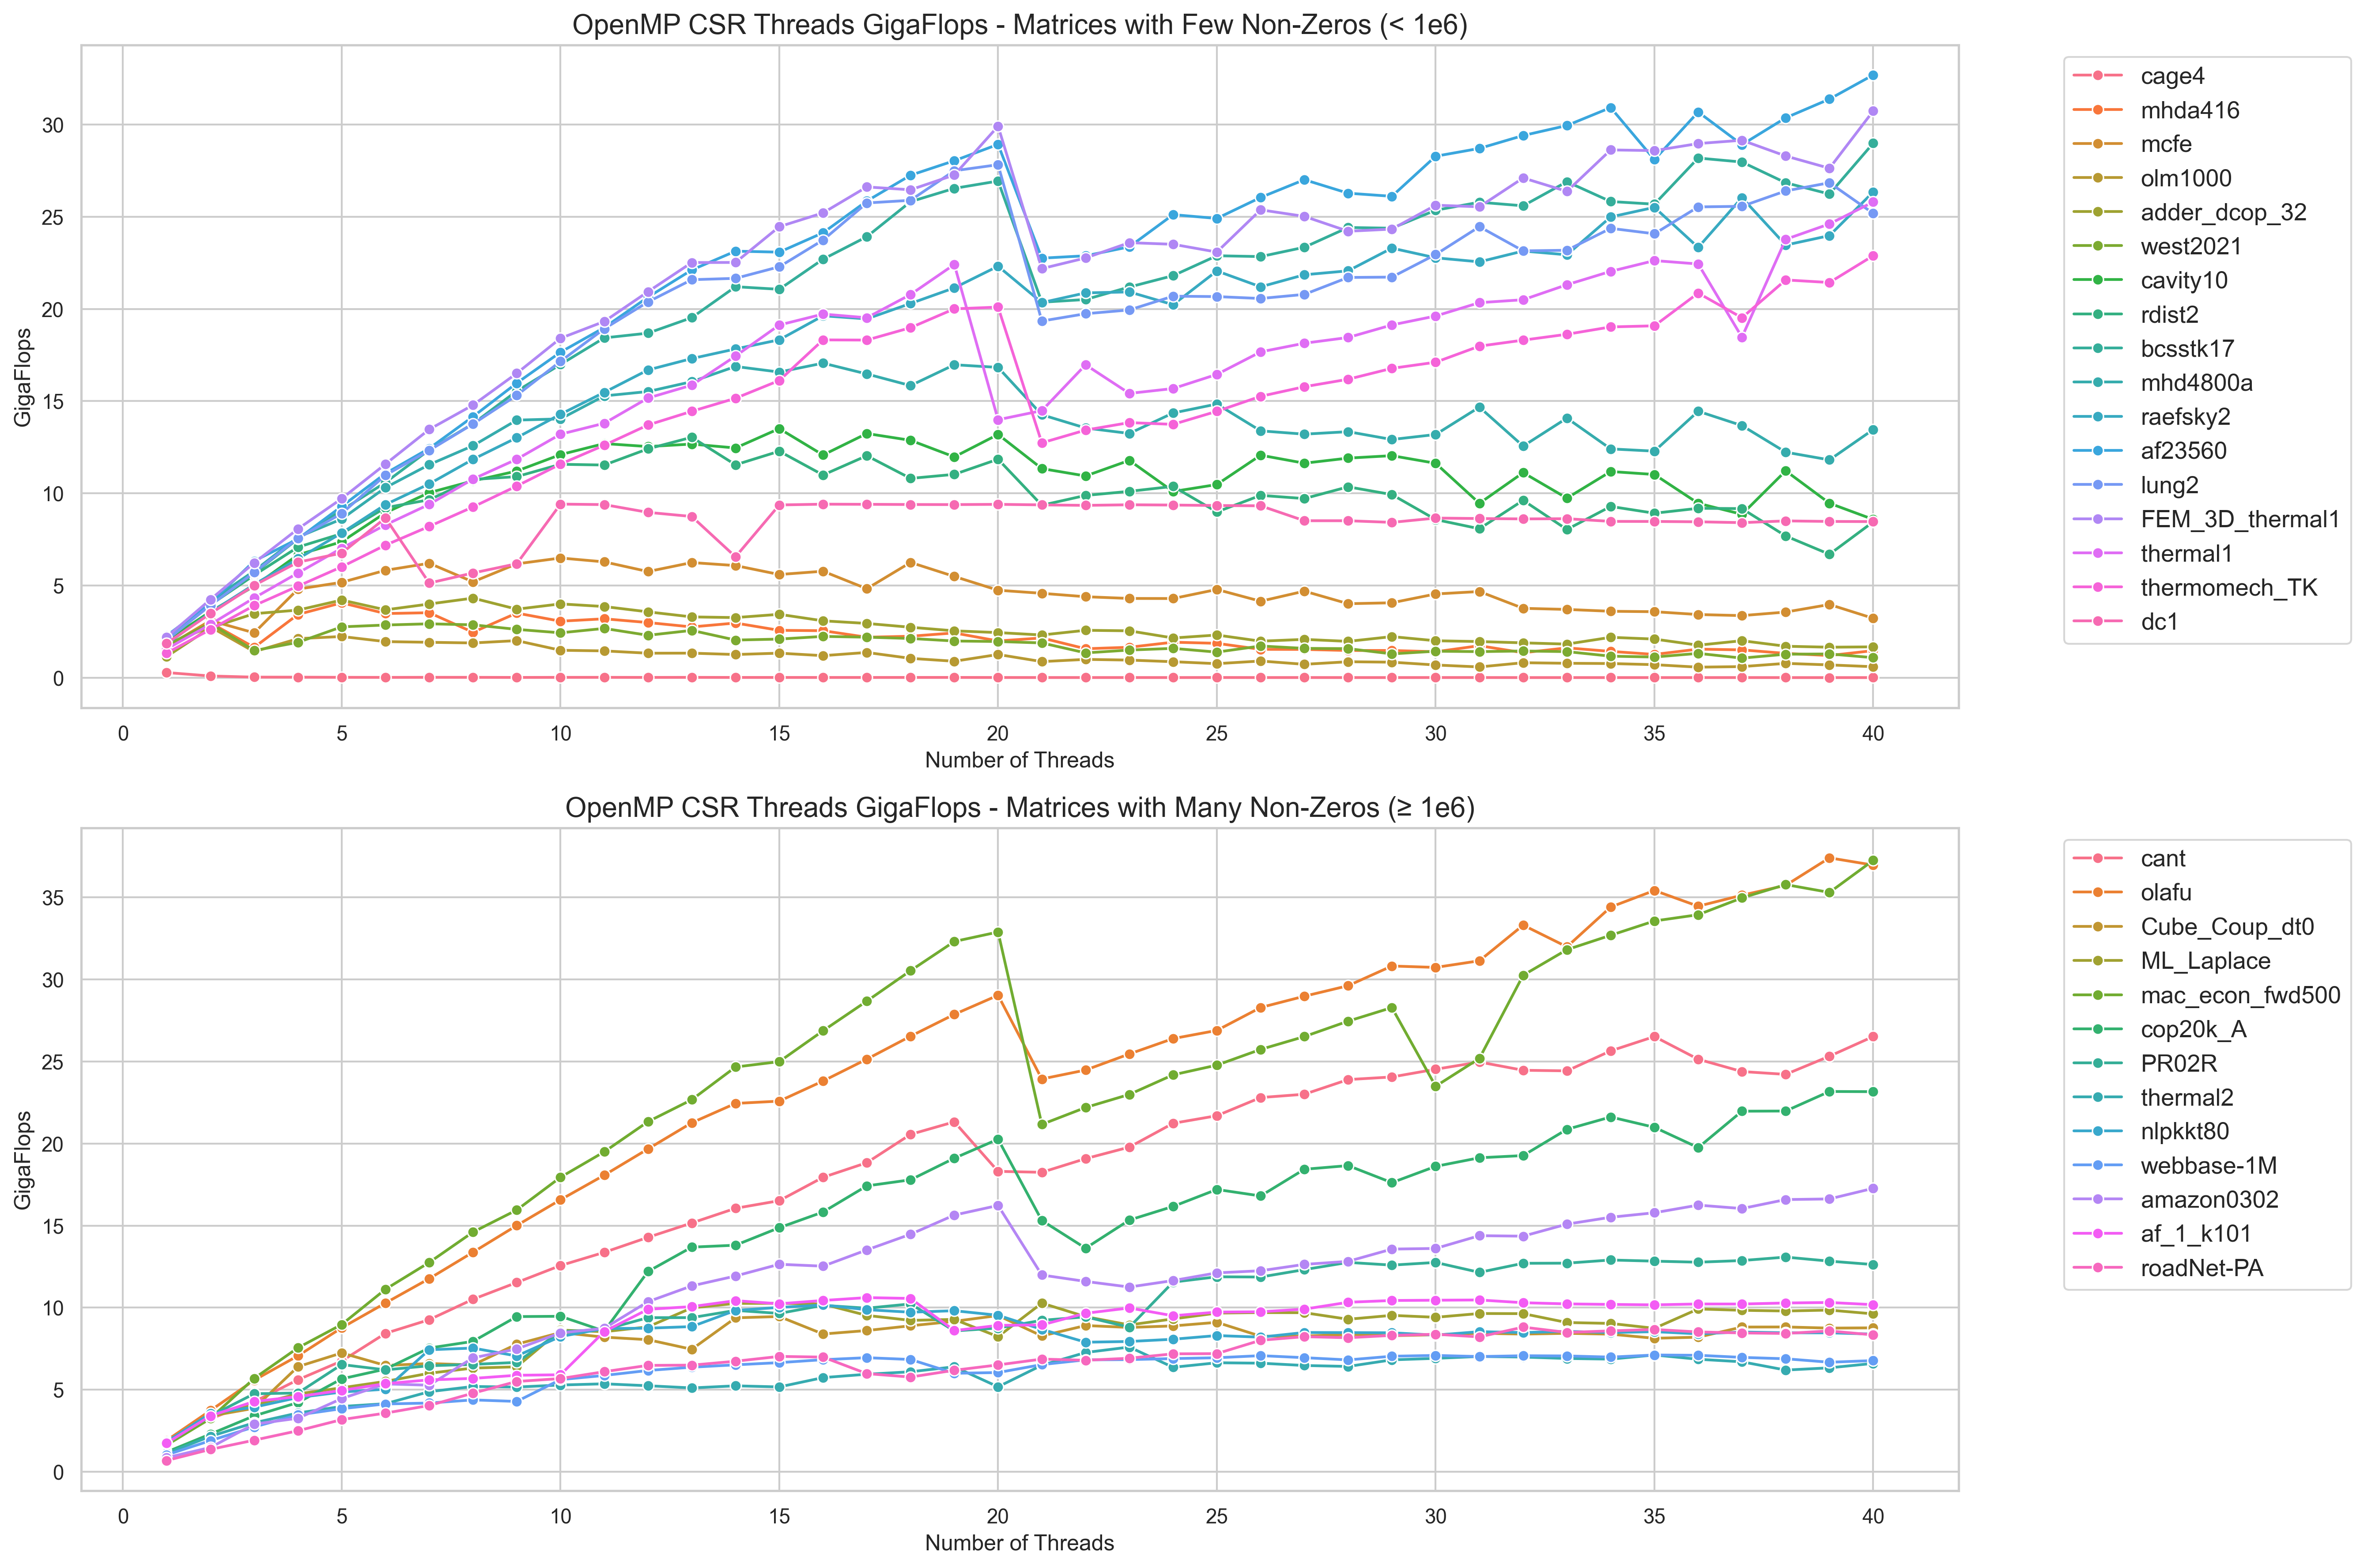 OpenMP CSR Threads GigaFlops - Matrices with Few Non-Zeros (< 1e6)
GigaFlops
30
25
20
15
10
5
0
0 5 10 15 20 25 30 35 40
Number of Threads
cage4
mhda416
mcfe
olm1000
adder_dcop_32
west2021
cavity10
rdist2
bcsstk17
mhd4800a
raefsky2
af23560
lung2
FEM_3D_thermal1
thermal1
thermomech_TK
dc1
OpenMP CSR Threads GigaFlops - Matrices with Many Non-Zeros (≥ 1e6)
GigaFlops
35
30
25
20
15
10
5
0
0 5 10 15 20 25 30 35 40
Number of Threads
cant
olafu
Cube_Coup_dt0
ML_Laplace
mac_econ_fwd500
cop20k_A
PR02R
thermal2
nlpkkt80
webbase-1M
amazon0302
af_1_k101
roadNet-PA